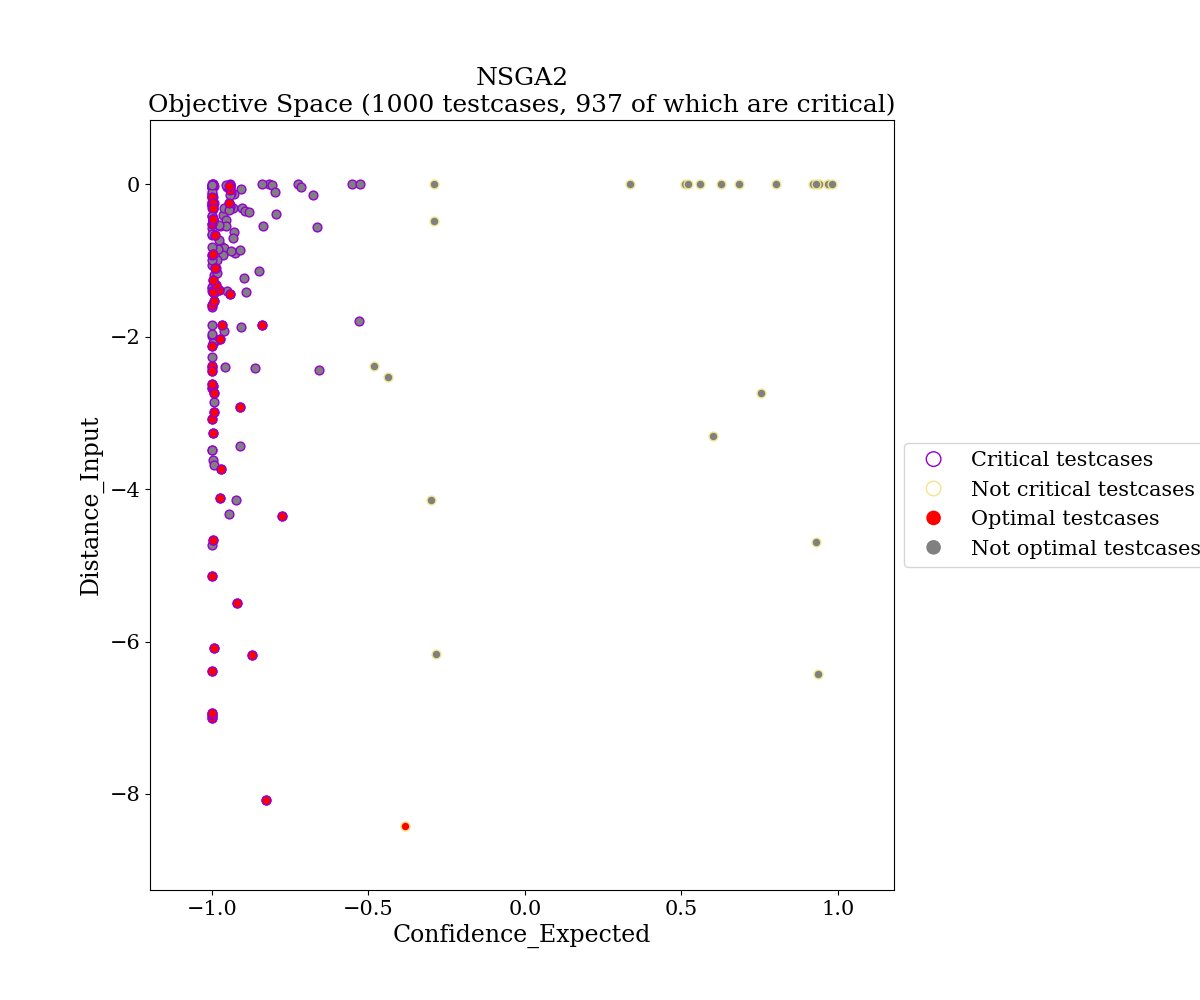 NSGA2
Objective Space (1000 testcases, 937 of which are critical)
0
−2
−4
−6
−8
Distance_Input
−1.0
−0.5
0.0
0.5
1.0
Confidence_Expected
Critical testcases
Not critical testcases
Optimal testcases
Not optimal testcases